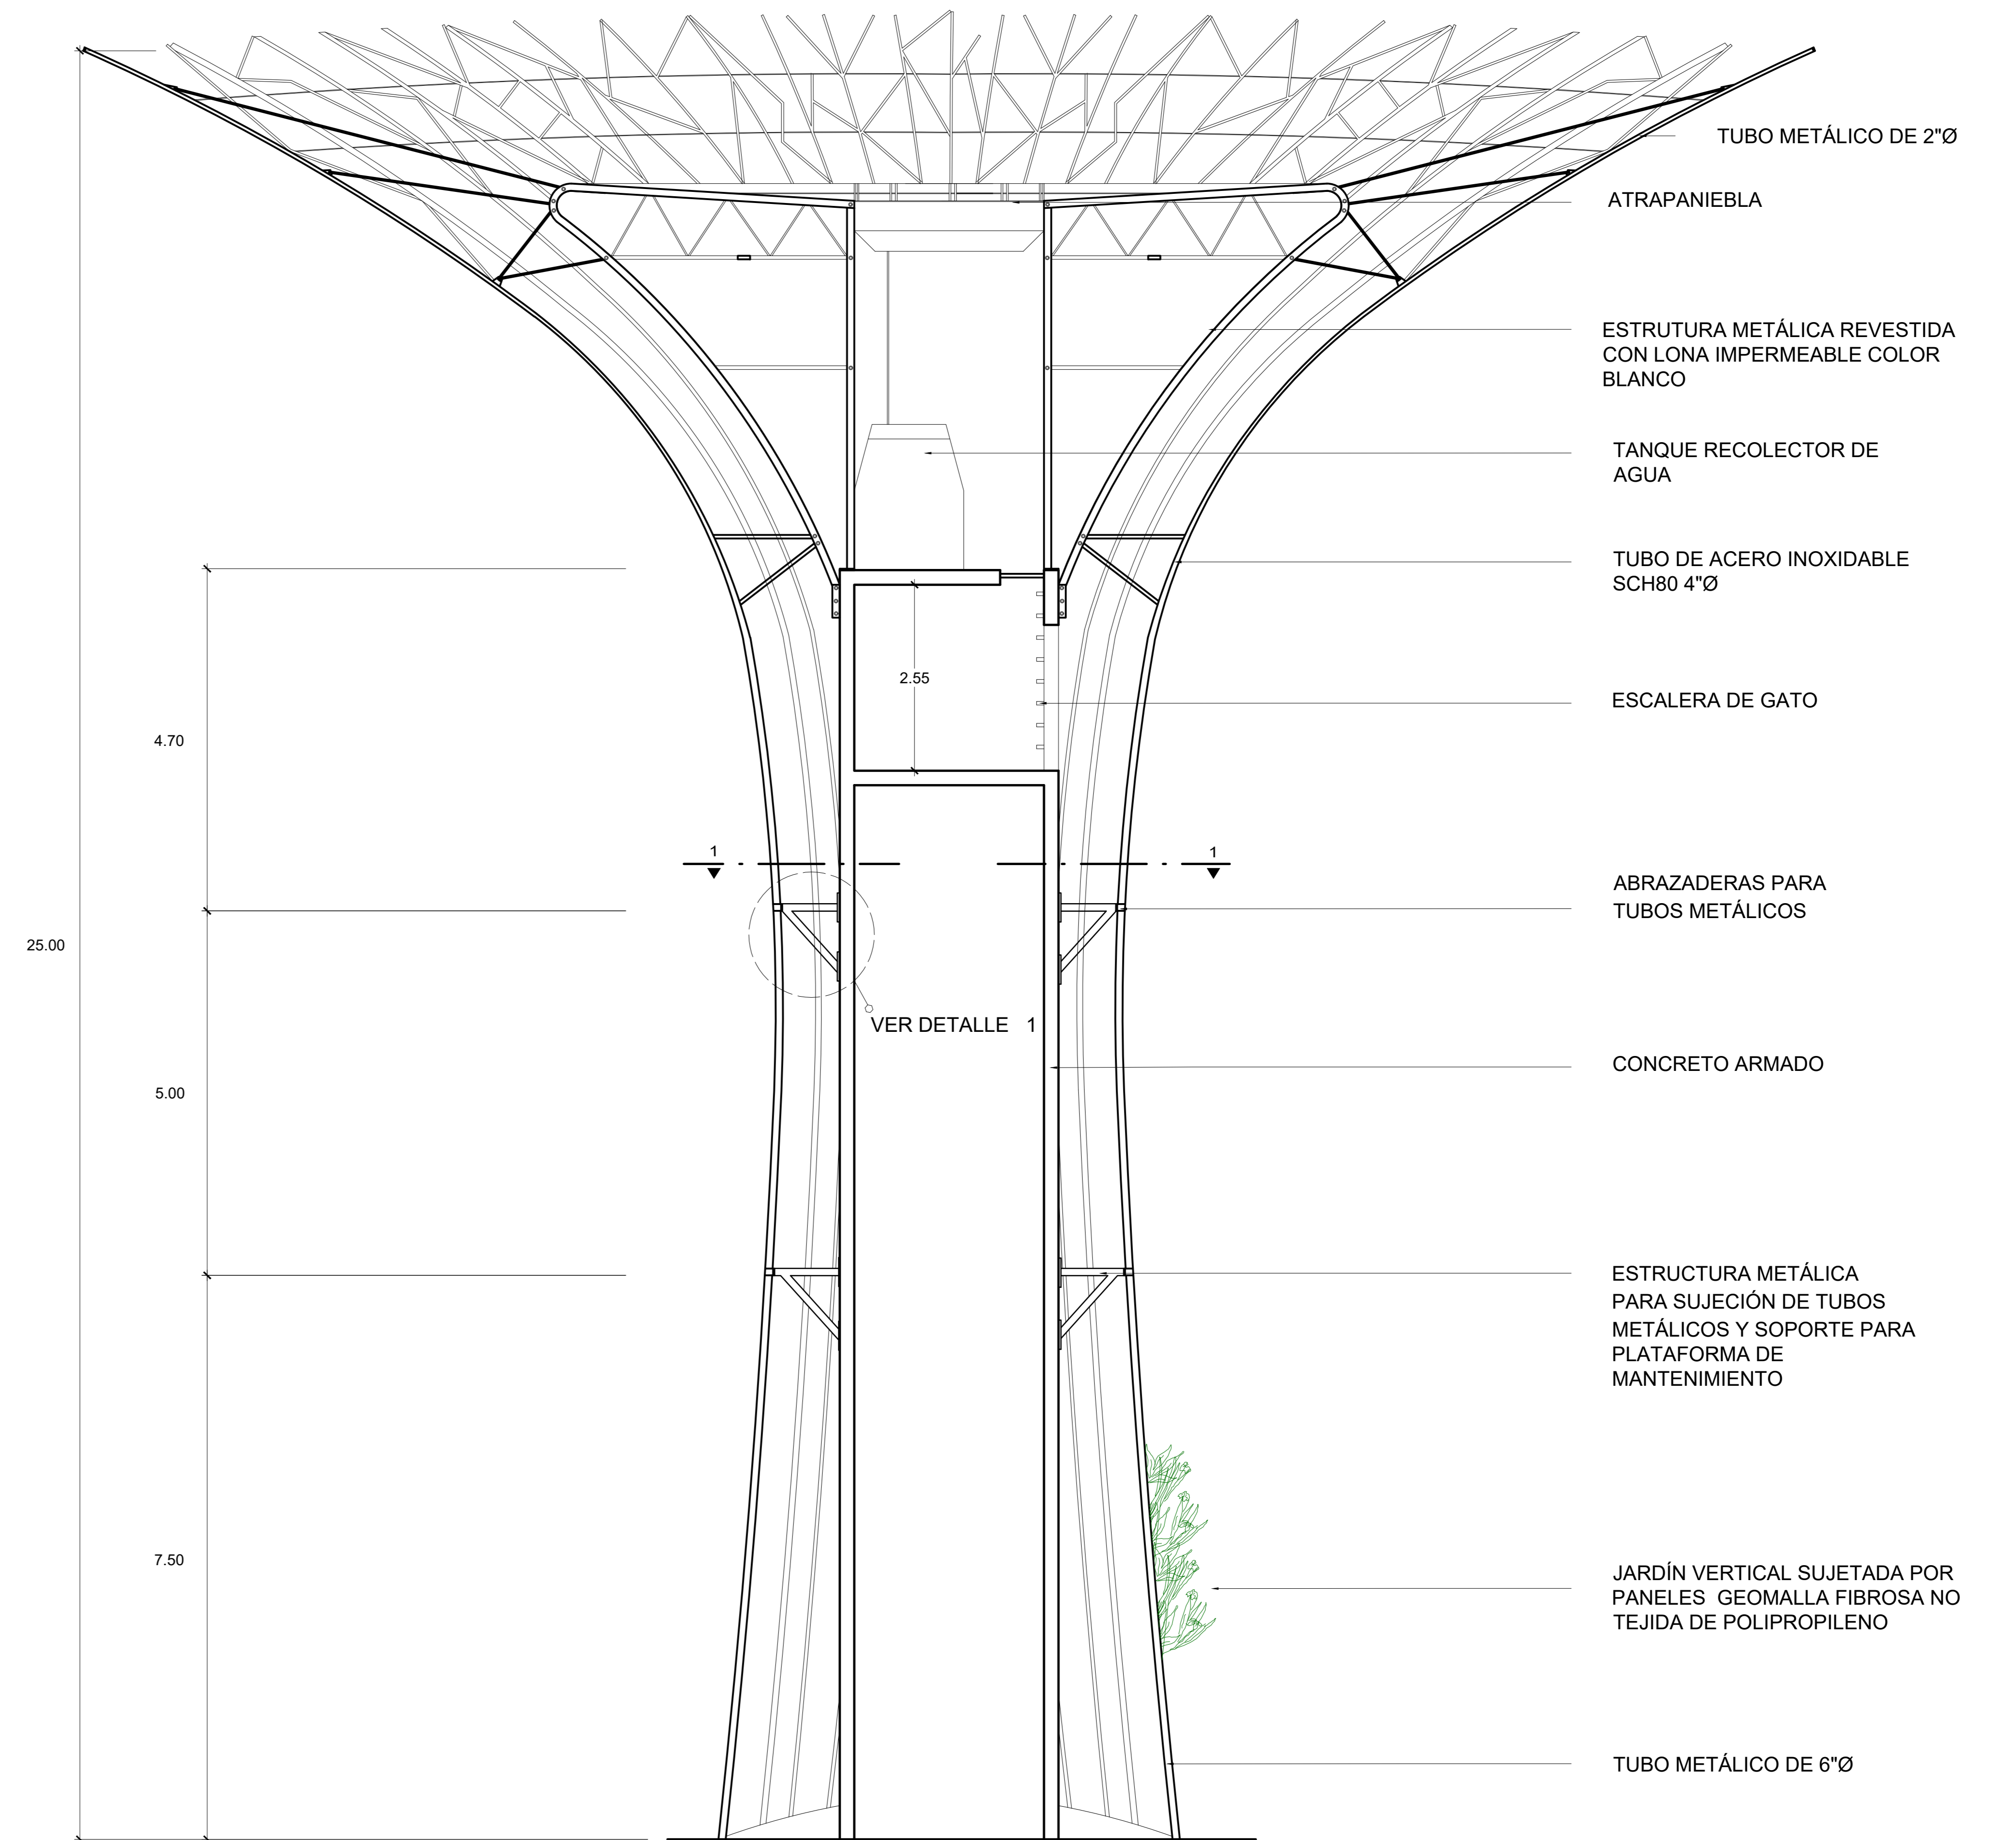 TUBO METÁLICO DE 2"Ø
ATRAPANIEBLA
ESTRUTURA METÁLICA REVESTIDA
CON LONA IMPERMEABLE COLOR
BLANCO
TANQUE RECOLECTOR DE
AGUA
TUBO DE ACERO INOXIDABLE
SCH80 4"Ø
2.55
ESCALERA DE GATO
4.70
1 1
ABRAZADERAS PARA
TUBOS METÁLICOS
25.00
VER DETALLE 1
CONCRETO ARMADO
5.00
ESTRUCTURA METÁLICA
PARA SUJECIÓN DE TUBOS
METÁLICOS Y SOPORTE PARA
PLATAFORMA DE
MANTENIMIENTO
7.50
JARDÍN VERTICAL SUJETADA POR
PANELES GEOMALLA FIBROSA NO
TEJIDA DE POLIPROPILENO
TUBO METÁLICO DE 6"Ø